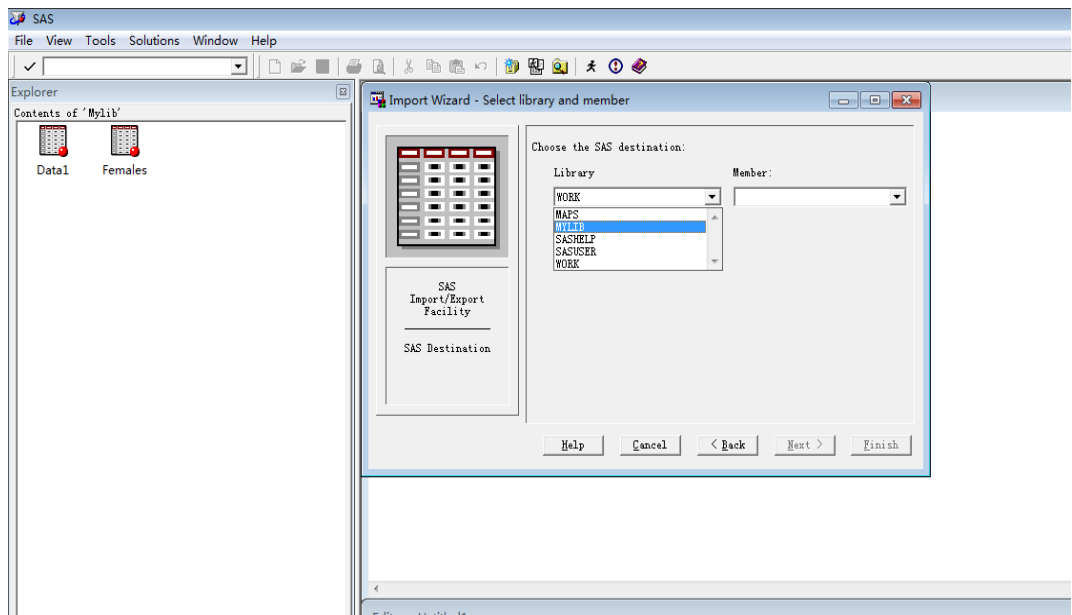 SAS
File View Tools Solutions Window Help
Explorer
Contents of 'Mylib'
Data1 Females
Import Wizard - Select library and member
Choose the SAS destination:
Library Member:
WORK
MAPS
MYLIB
SASHELP
SASUSER
WORK
SAS
Import/Export
Facility
SAS Destination
Help Cancel < Back Next > Finish